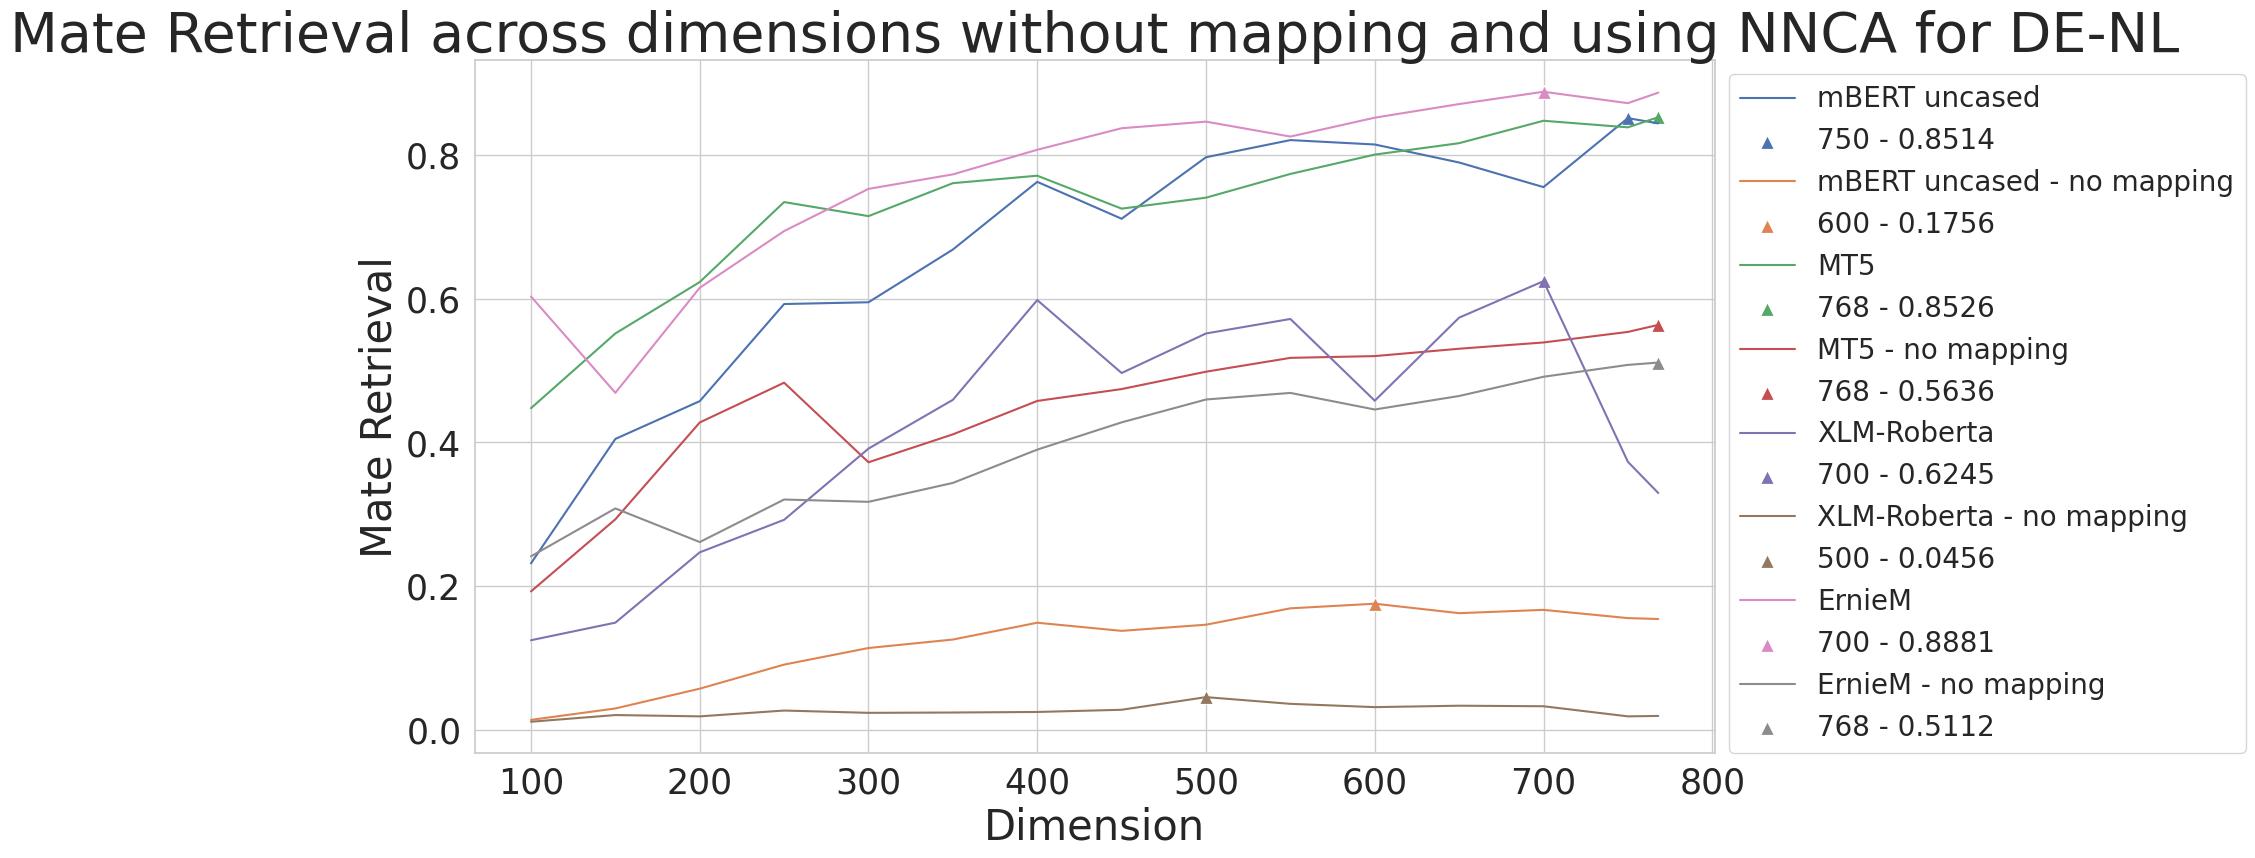 Mate Retrieval across dimensions without mapping and using NNCA for DE-NL
Mate Retrieval
0.8
0.6
0.4
0.2
0.0
100 200 300 400 500 600 700 800
Dimension
mBERT uncased
750 - 0.8514
mBERT uncased - no mapping
600 - 0.1756
MT5
768 - 0.8526
MT5 - no mapping
768 - 0.5636
XLM-Roberta
700 - 0.6245
XLM-Roberta - no mapping
500 - 0.0456
ErnieM
700 - 0.8881
ErnieM - no mapping
768 - 0.5112